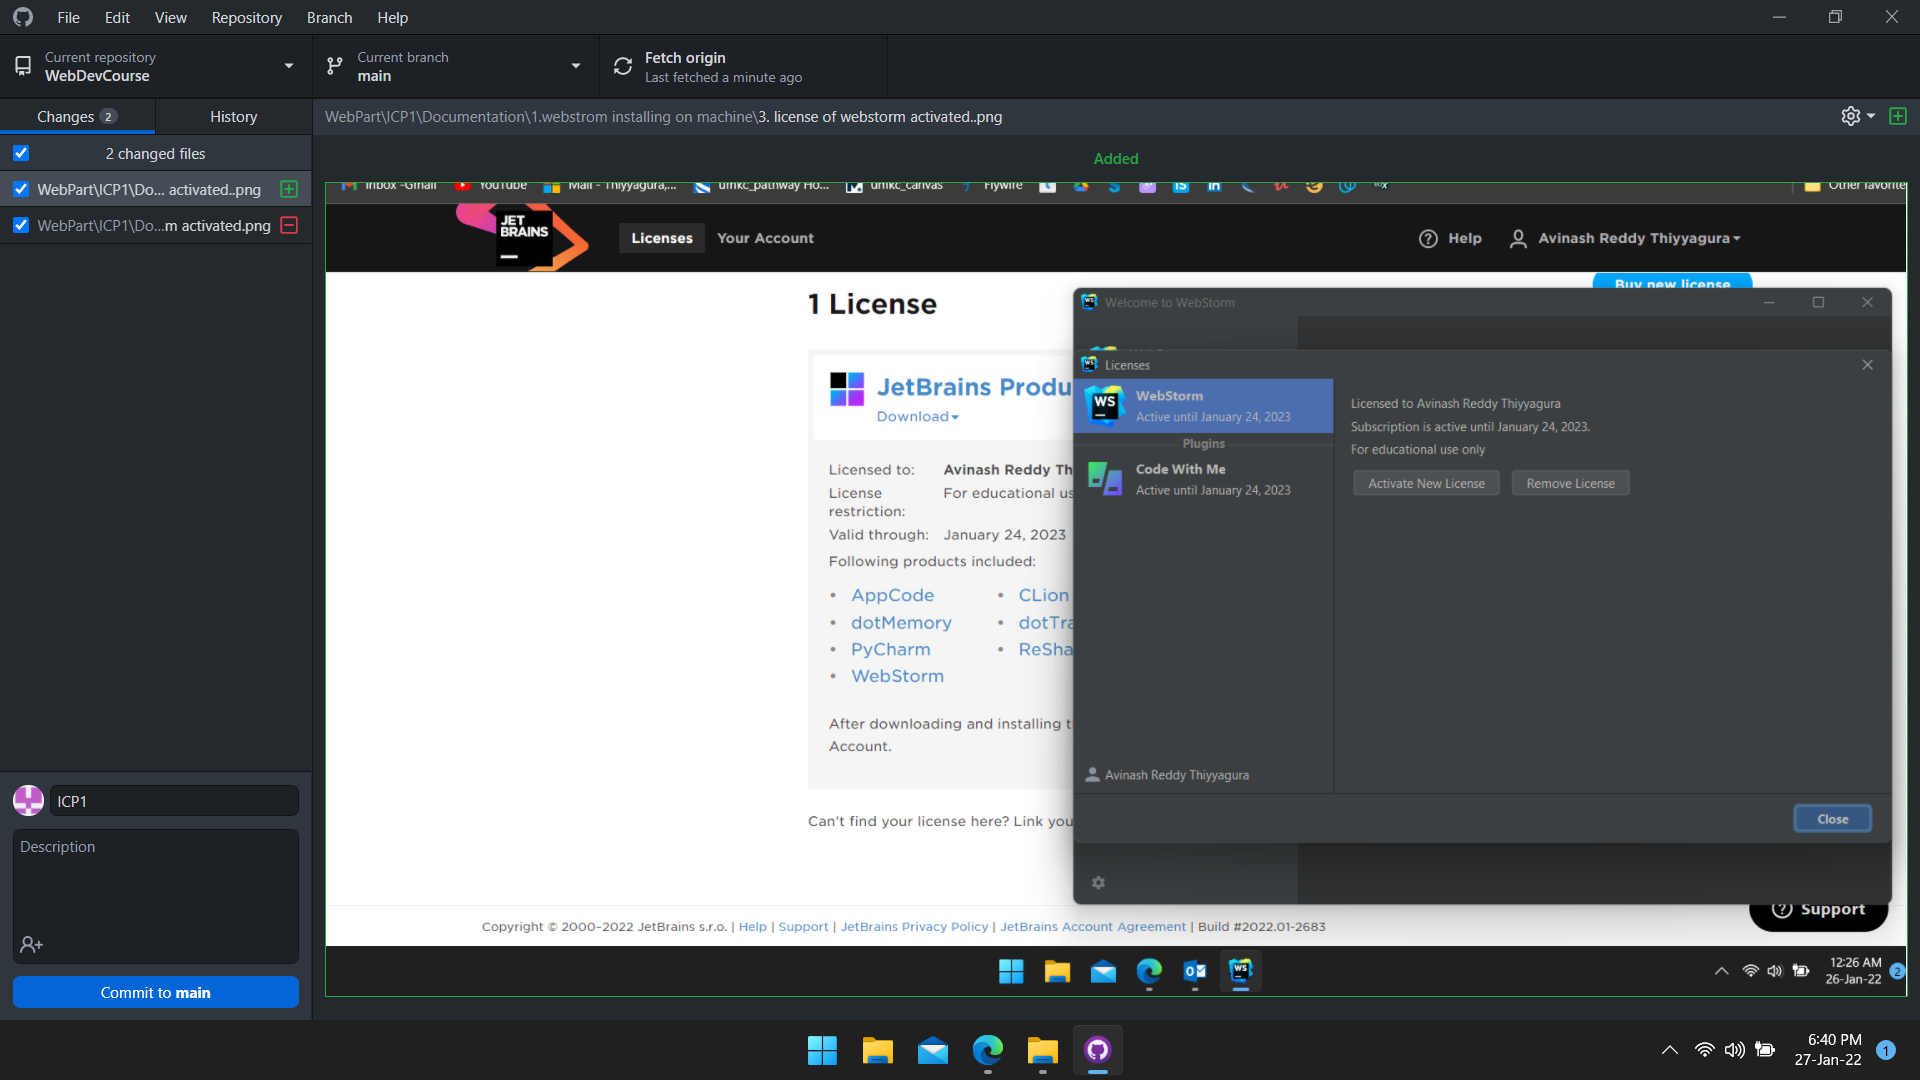 File Edit View Repository Branch Help
Current repository
WebDevCourse
Current branch
main
Fetch origin
Last fetched a minute ago
Changes 2
History
WebPart\ICP1\Documentation\1.webstrom installing on machine\3. license of webstorm activated..png
2 changed files
WebPart\ICP1\Do... activated..png
WebPart\ICP1\Do...m activated.png
Added
Inbox -Gmail YouTube Mail - Thiyyagura,... umkc_pathway Ho... umkc_canvas Flywire Other favorite
JET
BRAINS
Licenses Your Account Help Avinash Reddy Thiyyagura
1 License
Buy new license
JetBrains Produ
Download
Licensed to: Avinash Reddy Th
License restriction: For educational us
Valid through: January 24, 2023
Following products included:
• AppCode • CLion
• dotMemory • dotTra
• PyCharm • ReSha
• WebStorm
After downloading and installing t
Account.
Can't find your license here? Link you
Welcome to WebStorm
Licenses
WS
WebStorm
Active until January 24, 2023
Plugins
Code With Me
Active until January 24, 2023
Licensed to Avinash Reddy Thiyyagura
Subscription is active until January 24, 2023.
For educational use only
Activate New License Remove License
Avinash Reddy Thiyyagura
Close
Support
Copyright © 2000–2022 JetBrains s.r.o. | Help | Support | JetBrains Privacy Policy | JetBrains Account Agreement | Build #2022.01-2683
12:26 AM
26-Jan-22
2
ICP1
Description
Commit to main
6:40 PM
27-Jan-22
1